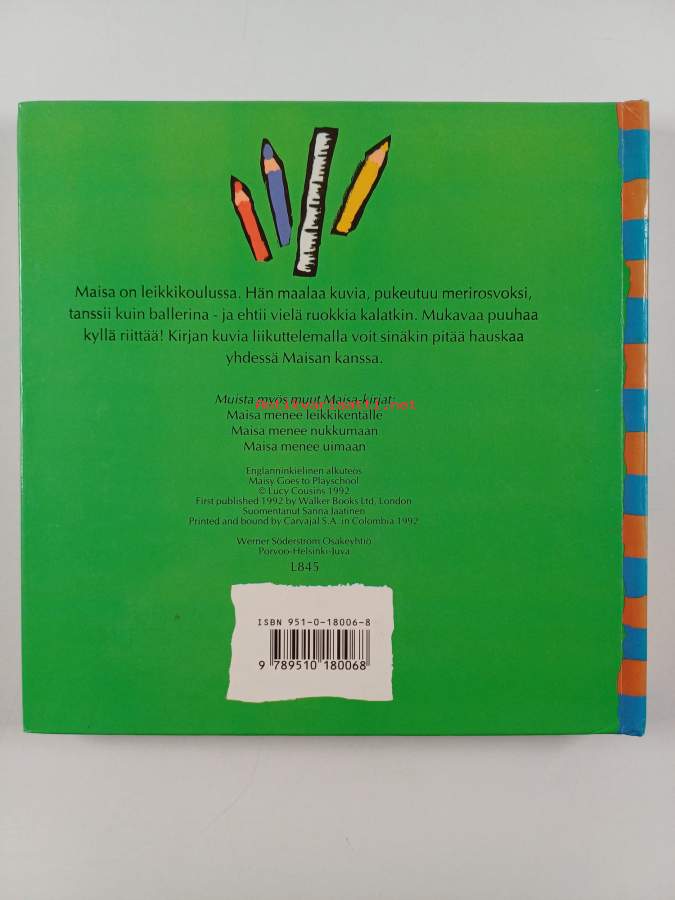 Maisa on leikkikoulussa. Hän maalaa kuvia, pukeutuu merirosvoksi,
tanssii kuin ballerina - ja ehtii vielä ruokkia kalatkin. Mukavaa puuhaa
kyllä riittää! Kirjan kuvia liikuttelemalla voit sinäkin pitää hauskaa
yhdessä Maisan kanssa.
Muista myös muut Maisa-kirjat:
Antikvariaatti.net
Maisa menee leikkikentälle
Maisa menee nukkumaan
Maisa menee uimaan
Englanninkielinen alkuteos
Maisy Goes to Playschool
© Lucy Cousins 1992
First published 1992 by Walker Books Ltd, London
Suomentanut Sanna Jaatinen
Printed and bound by Carvajal S.A. in Colombia 1992
Werner Söderström Osakeyhtiö
Porvoo-Helsinki-Juva
L845
ISBN 951-0-18006-8
9 789510 180068